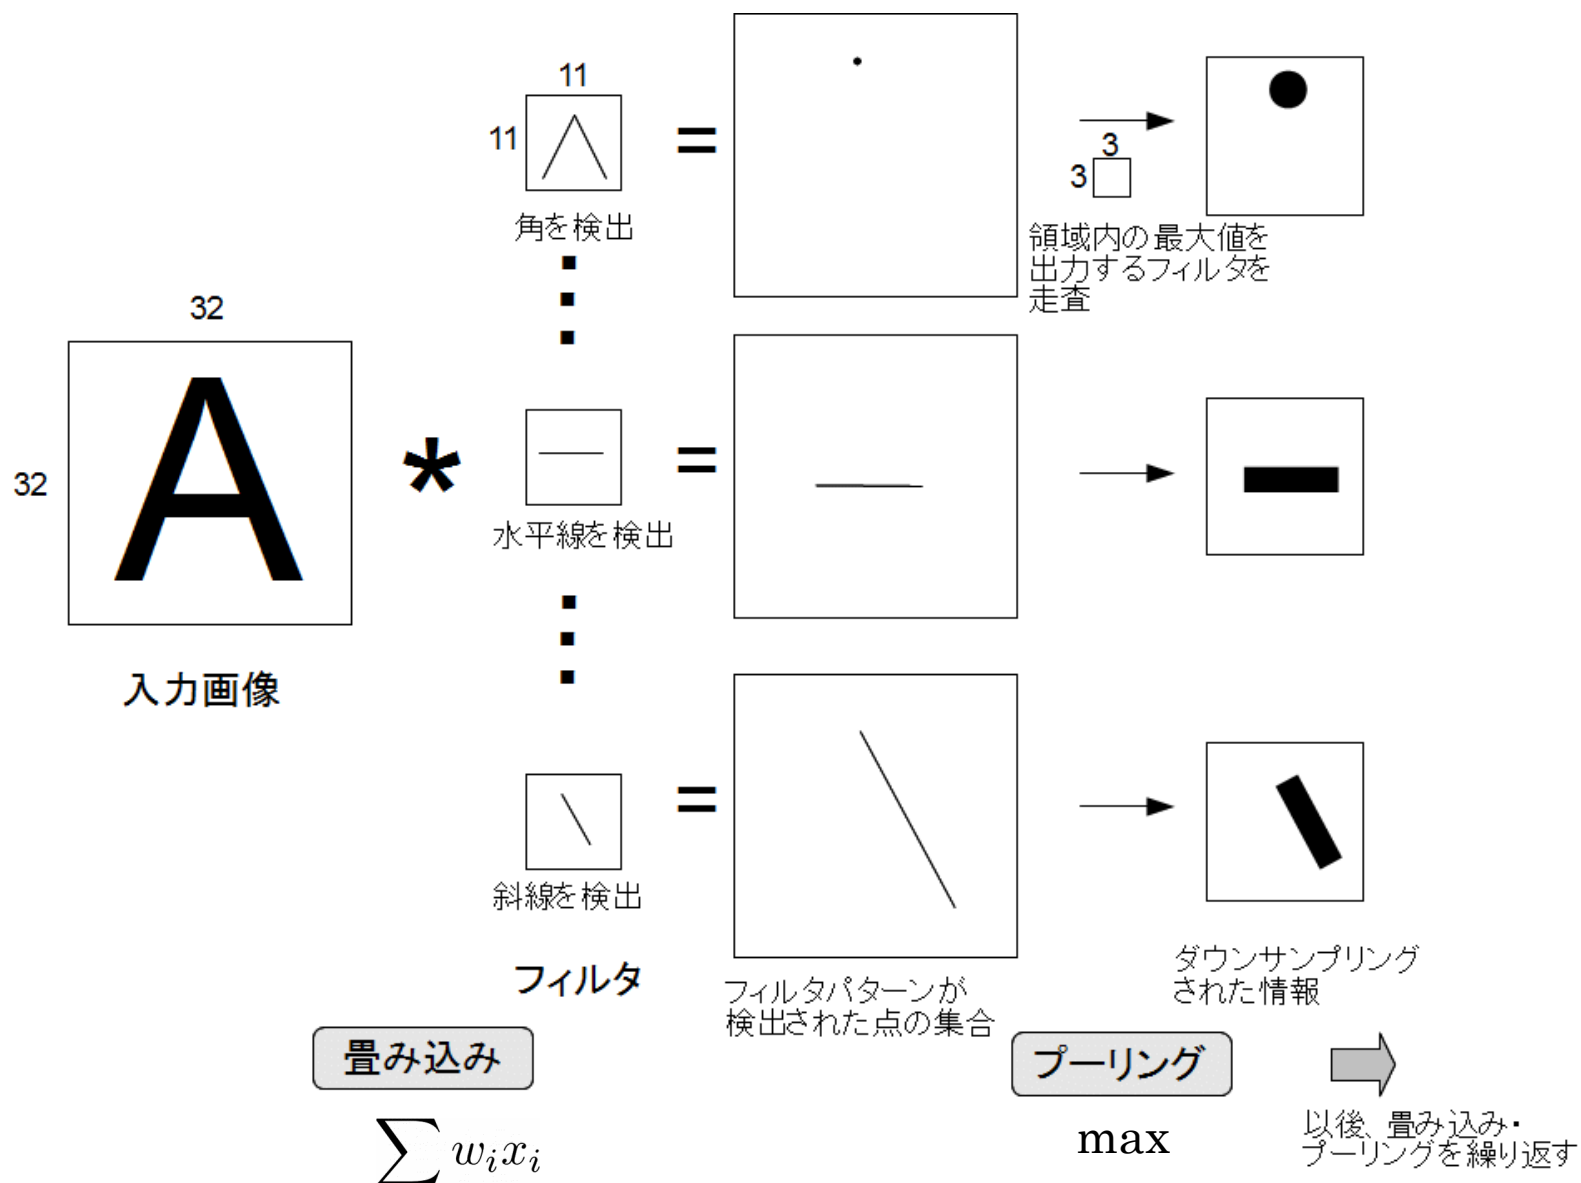 11
11
角を検出
=
3
3
領域内の最大値を
出力するフィルタを
走査
32
32
A
*
水平線を検出
=
入力画像
斜線を検出
=
フィルタ
フィルタパターンが
検出された点の集合
ダウンサンプリング
された情報
畳み込み
∑ wᵢxᵢ
プーリング
max
以後、畳み込み・
プーリングを繰り返す